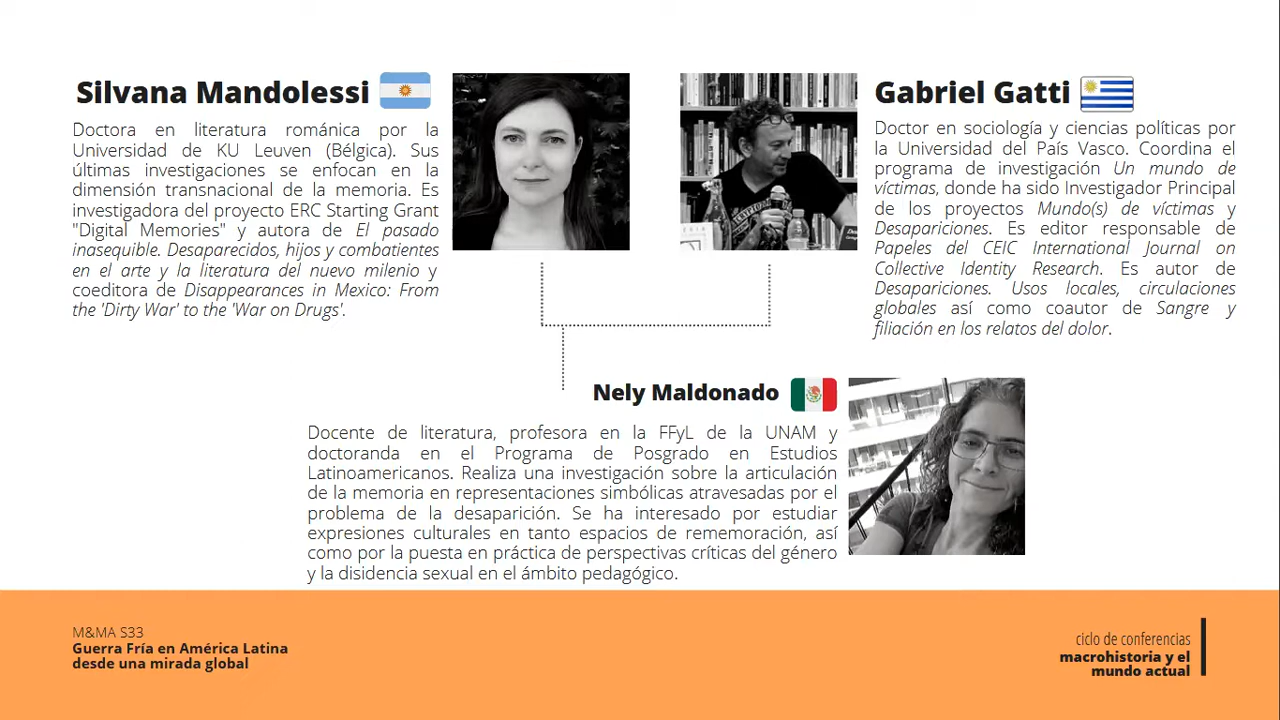 Silvana Mandolessi
Doctora en literatura románica por la
Universidad de KU Leuven (Bélgica). Sus
últimas investigaciones se enfocan en la
dimensión transnacional de la memoria. Es
investigadora del proyecto ERC Starting Grant
"Digital Memories" y autora de El pasado
inasequible. Desaparecidos, hijos y combatientes
en el arte y la literatura del nuevo milenio y
coeditora de Disappearances in Mexico: From
the 'Dirty War' to the 'War on Drugs'.
Gabriel Gatti
Doctor en sociología y ciencias políticas por
la Universidad del País Vasco. Coordina el
programa de investigación Un mundo de
víctimas, donde ha sido Investigador Principal
de los proyectos Mundo(s) de víctimas y
Desapariciones. Es editor responsable de
Papeles del CEIC International Journal on
Collective Identity Research. Es autor de
Desapariciones. Usos locales, circulaciones
globales así como coautor de Sangre y
filiación en los relatos del dolor.
Nely Maldonado
Docente de literatura, profesora en la FFyL de la UNAM y
doctoranda en el Programa de Posgrado en Estudios
Latinoamericanos. Realiza una investigación sobre la articulación
de la memoria en representaciones simbólicas atravesadas por el
problema de la desaparición. Se ha interesado por estudiar
expresiones culturales en tanto espacios de rememoración, así
como por la puesta en práctica de perspectivas críticas del género
y la disidencia sexual en el ámbito pedagógico.
M&MA S33
Guerra Fría en América Latina
desde una mirada global
ciclo de conferencias
macrohistoria y el
mundo actual